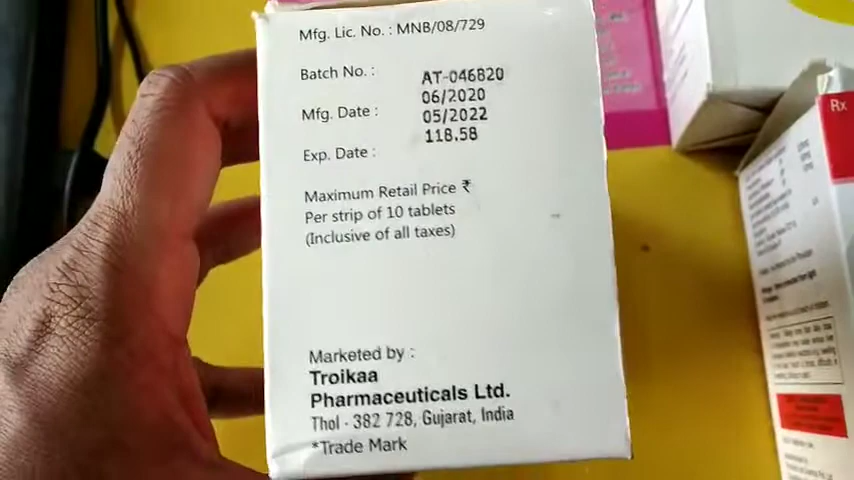 Mfg. Lic. No. : MNB/08/729
Batch No. : AT-046820
06/2020
Mfg. Date : 05/2022
118.58
Exp. Date :
Maximum Retail Price ₹
Per strip of 10 tablets
(Inclusive of all taxes)
Marketed by :
Troikaa
Pharmaceuticals Ltd.
Thol - 382 728, Gujarat, India
*Trade Mark
Rx